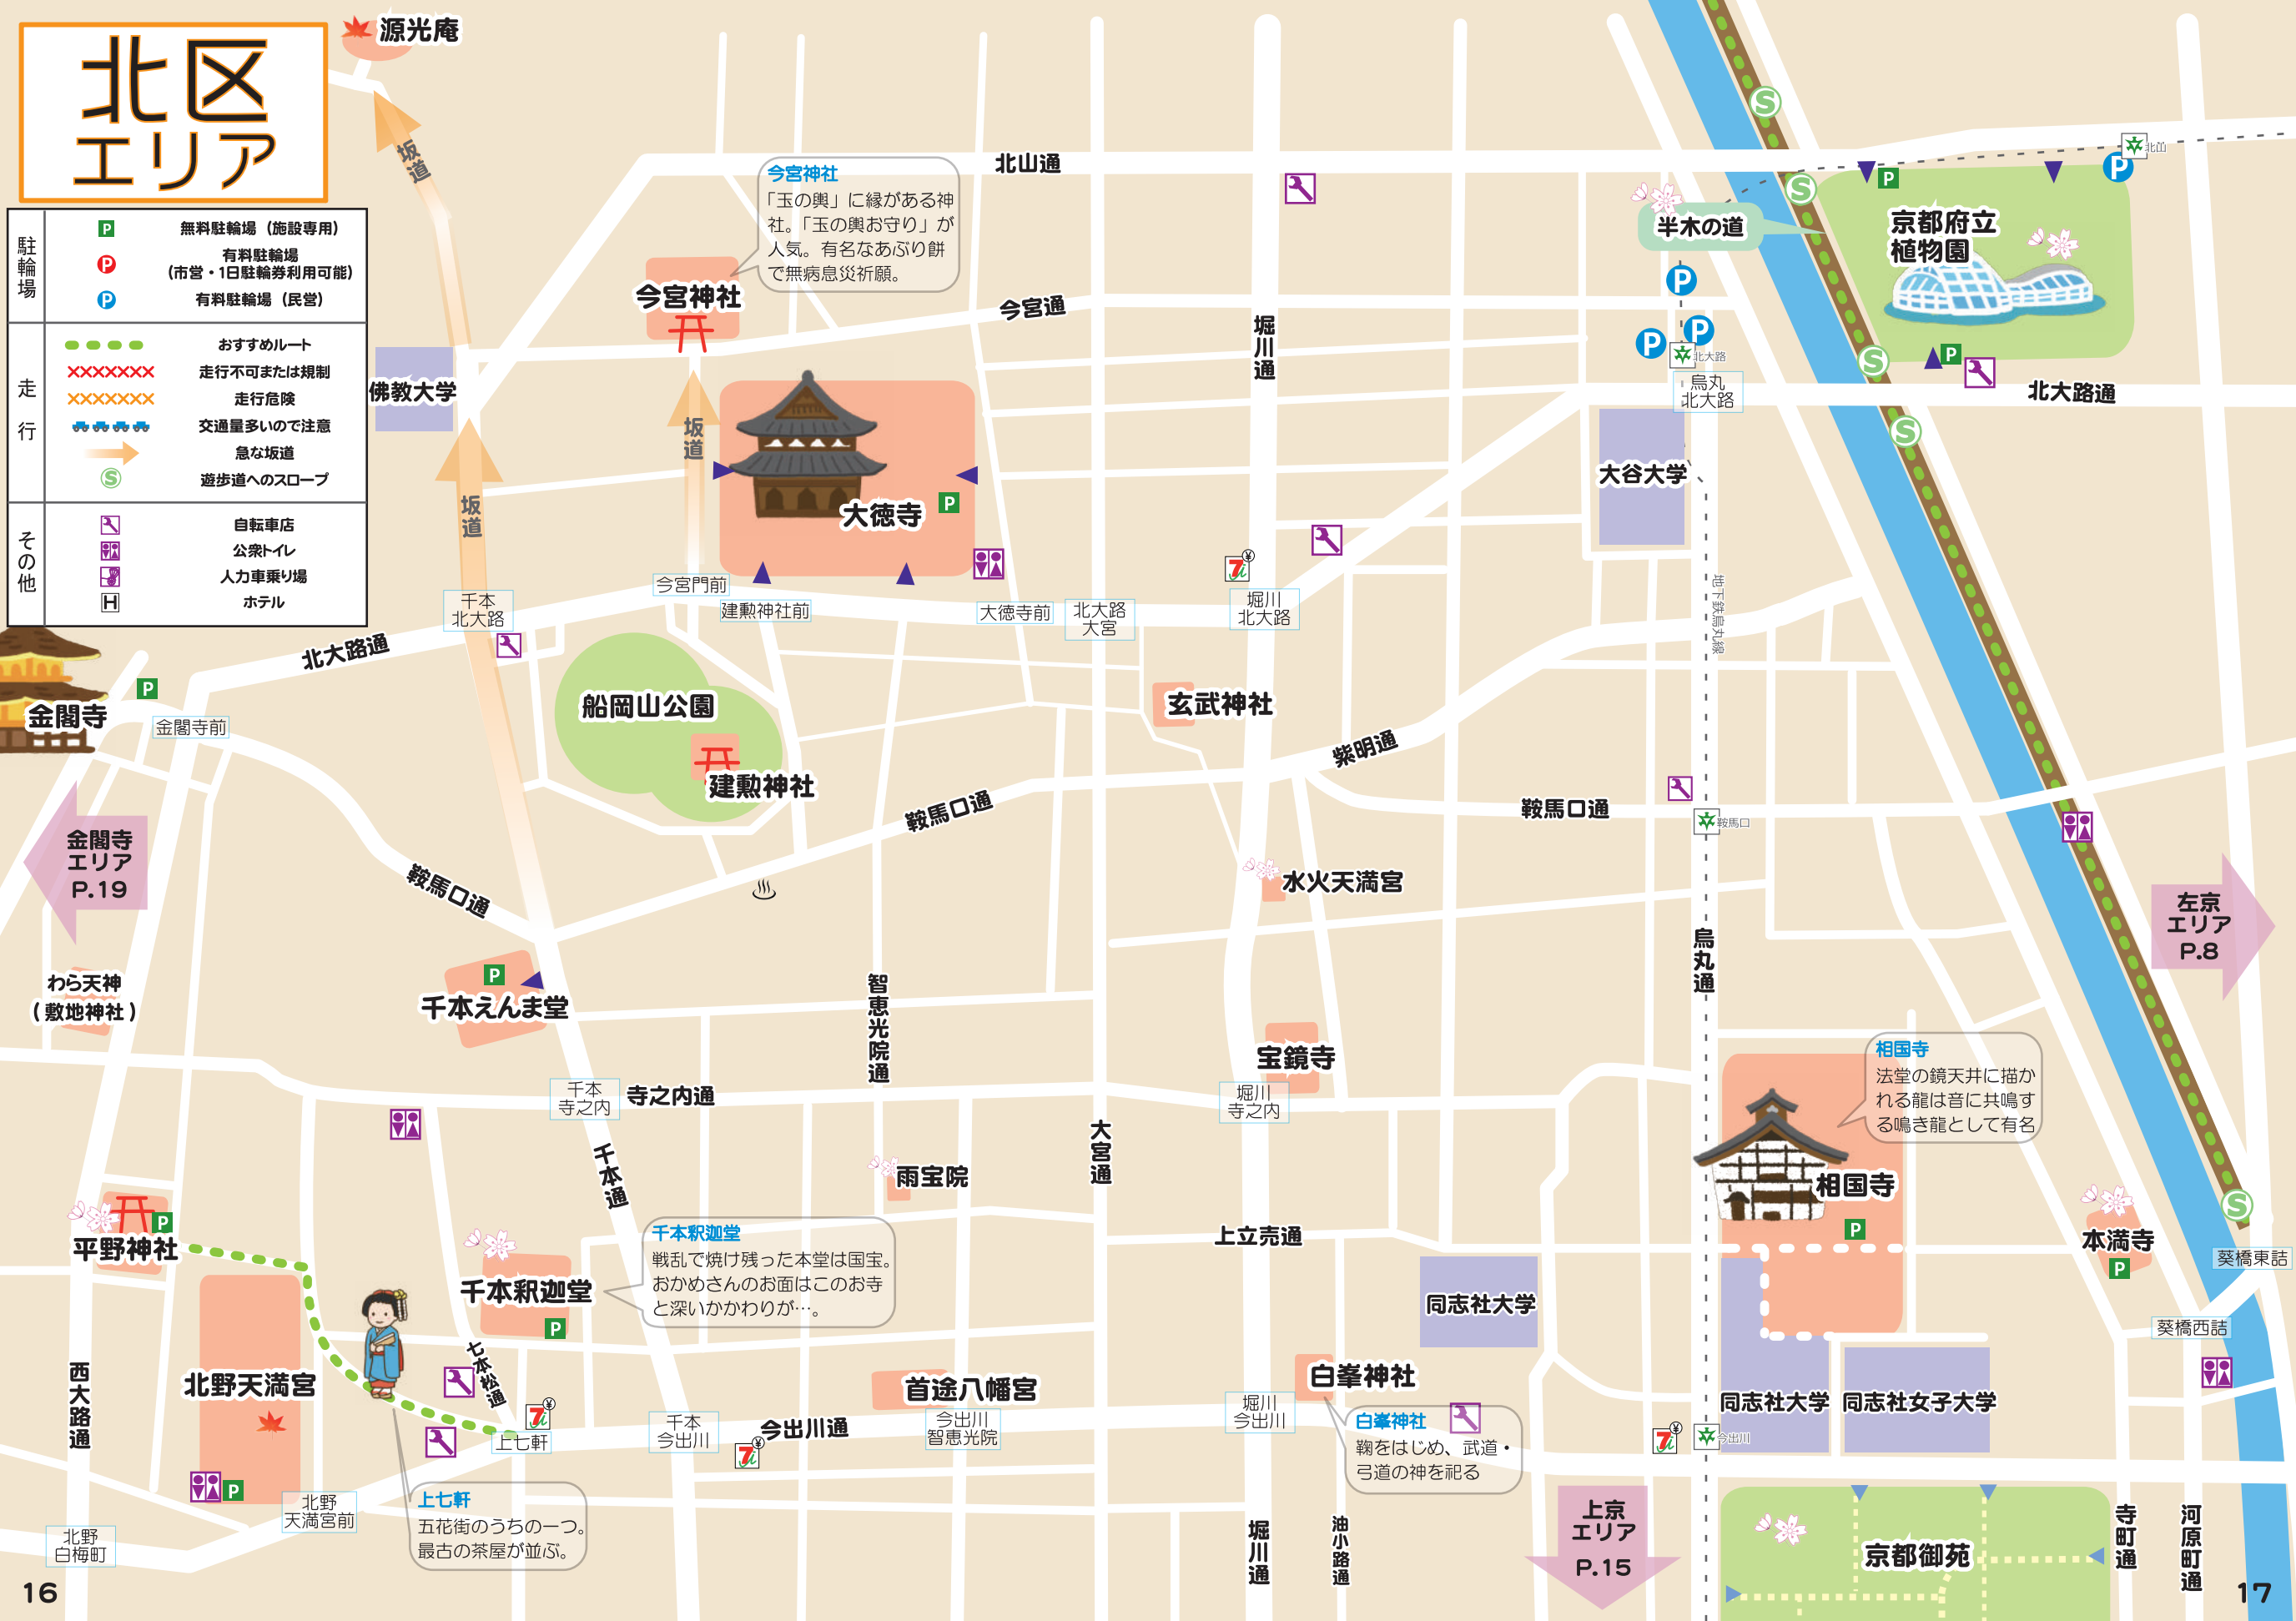 北区
エリア
源光庵
坂道
駐輪場
P
無料駐輪場（施設専用）
P
有料駐輪場
(市営・1日駐輪券利用可能)
P
有料駐輪場（民営）
走行
おすすめルート
走行不可または規制
走行危険
交通量多いので注意
急な坂道
S
遊歩道へのスロープ
その他
自転車店
公衆トイレ
人力車乗り場
H
ホテル
今宮神社
「玉の輿」に縁がある神
社。「玉の輿お守り」が
人気。有名なあぶり餅
で無病息災祈願。
今宮神社
北山通
今宮通
堀川通
半木の道
京都府立
植物園
北山
P
P
S
S
S
S
P
P
P
P
北大路
烏丸
北大路
北大路通
佛教大学
坂道
坂道
大徳寺
P
大谷大学
地下鉄烏丸線
千本
北大路
今宮門前
建勲神社前
大徳寺前
北大路
大宮
堀川
北大路
7i
¥
北大路通
金閣寺
P
金閣寺前
船岡山公園
建勲神社
玄武神社
紫明通
鞍馬口通
鞍馬口通
鞍馬口
金閣寺
エリア
P.19
鞍馬口通
水火天満宮
左京
エリア
P.8
烏丸通
わら天神
（敷地神社）
P
千本えんま堂
智恵光院通
宝鏡寺
千本
寺之内
寺之内通
堀川
寺之内
相国寺
法堂の鏡天井に描か
れる龍は音に共鳴す
る鳴き龍として有名
相国寺
P
千本通
大宮通
雨宝院
上立売通
P
平野神社
千本釈迦堂
戦乱で焼け残った本堂は国宝。
おかめさんのお面はこのお寺
と深いかかわりが…。
千本釈迦堂
P
本満寺
P
S
葵橋東詰
葵橋西詰
同志社大学
西大路通
北野天満宮
七本松通
首途八幡宮
白峯神社
同志社大学
同志社女子大学
7i
¥
上七軒
千本
今出川
今出川通
7i
¥
今出川
智恵光院
堀川
今出川
白峯神社
鞠をはじめ、武道・
弓道の神を祀る
7i
¥
今出川
P
北野
天満宮前
上七軒
五花街のうちの一つ。
最古の茶屋が並ぶ。
北野
白梅町
堀川通
油小路通
上京
エリア
P.15
京都御苑
寺町通
河原町通
16
17